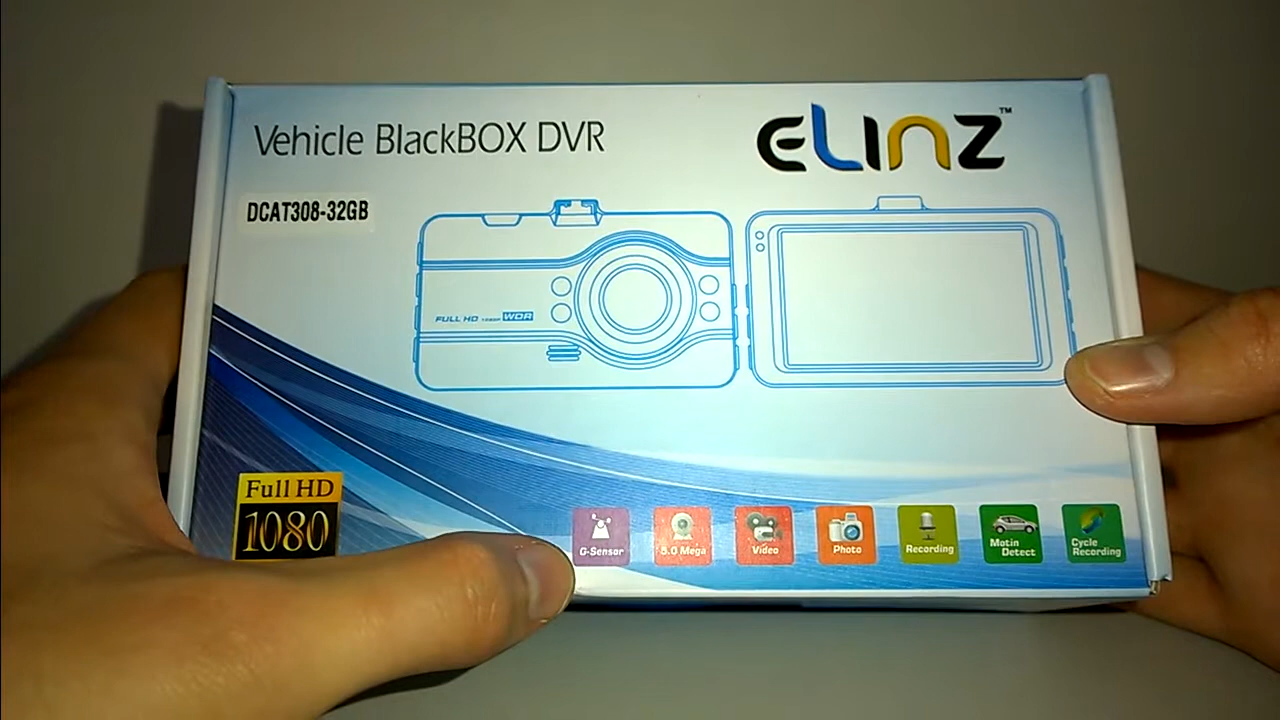 Vehicle BlackBOX DVR
eLinz™
DCAT308-32GB
FULL HD 1080P WDR
Full HD
1080
G-Sensor
5.0 Mega
Video
Photo
Recording
Motin
Detect
Cycle
Recording